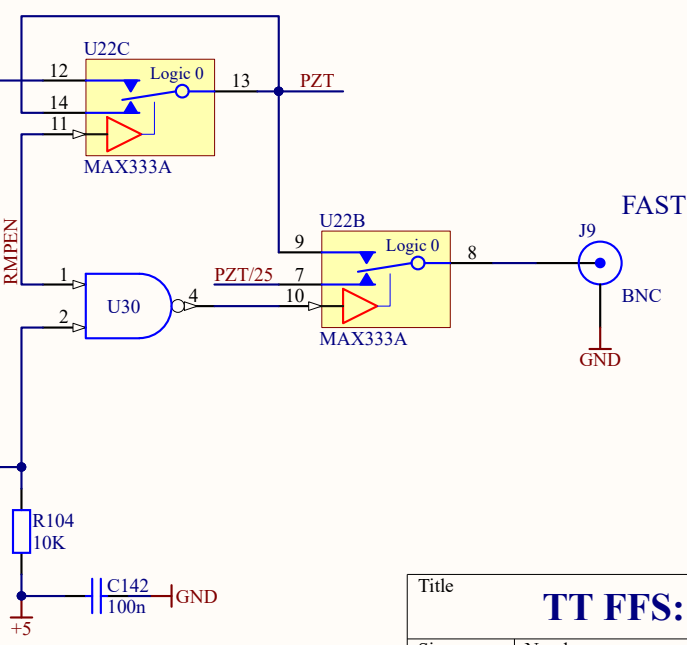 U22C
12
Logic 0
13
PZT
14
11
MAX333A
RMPEN
FAST
U22B
J9
9
Logic 0
8
PZT/25
7
10
1
U30
4
2
BNC
MAX333A
GND
R104
10K
C142
100n
GND
+5
Title
TT FFS: